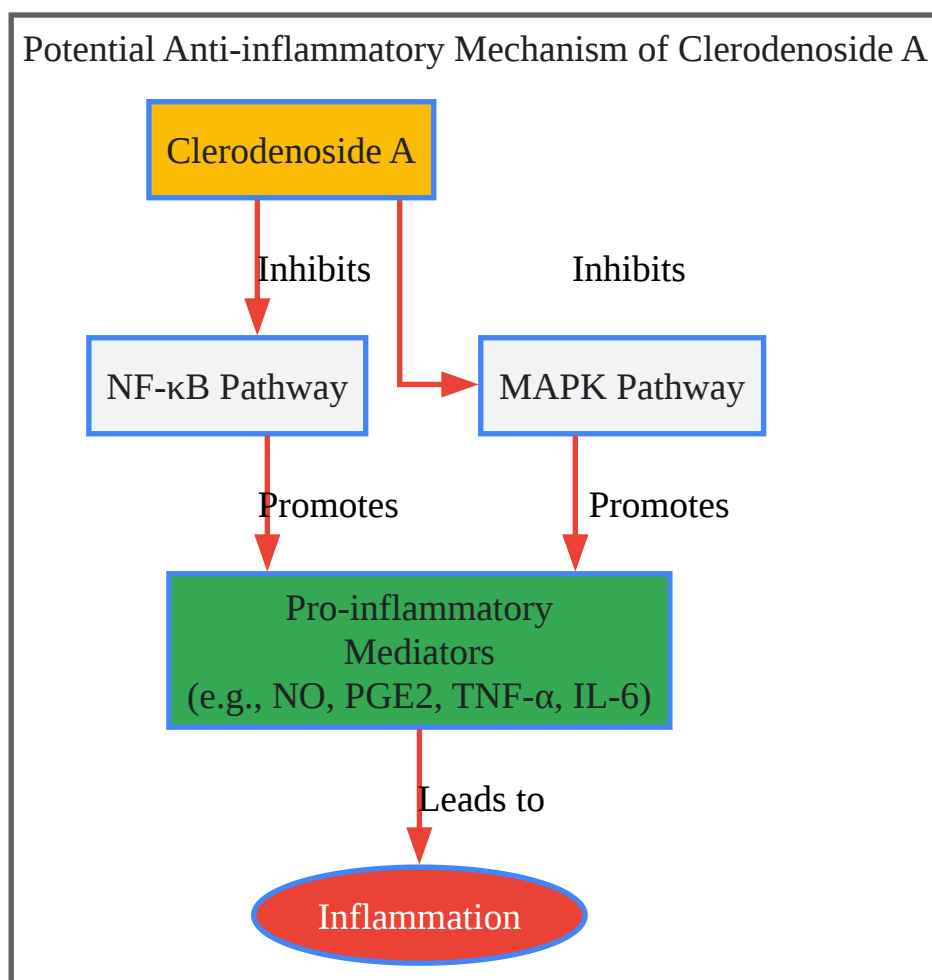 Potential Anti-inflammatory Mechanism of Clerodenoside A
Clerodenoside A
Inhibits
Inhibits
NF-κB Pathway
MAPK Pathway
Promotes
Promotes
Pro-inflammatory
Mediators
(e.g., NO, PGE2, TNF-α, IL-6)
Leads to
Inflammation